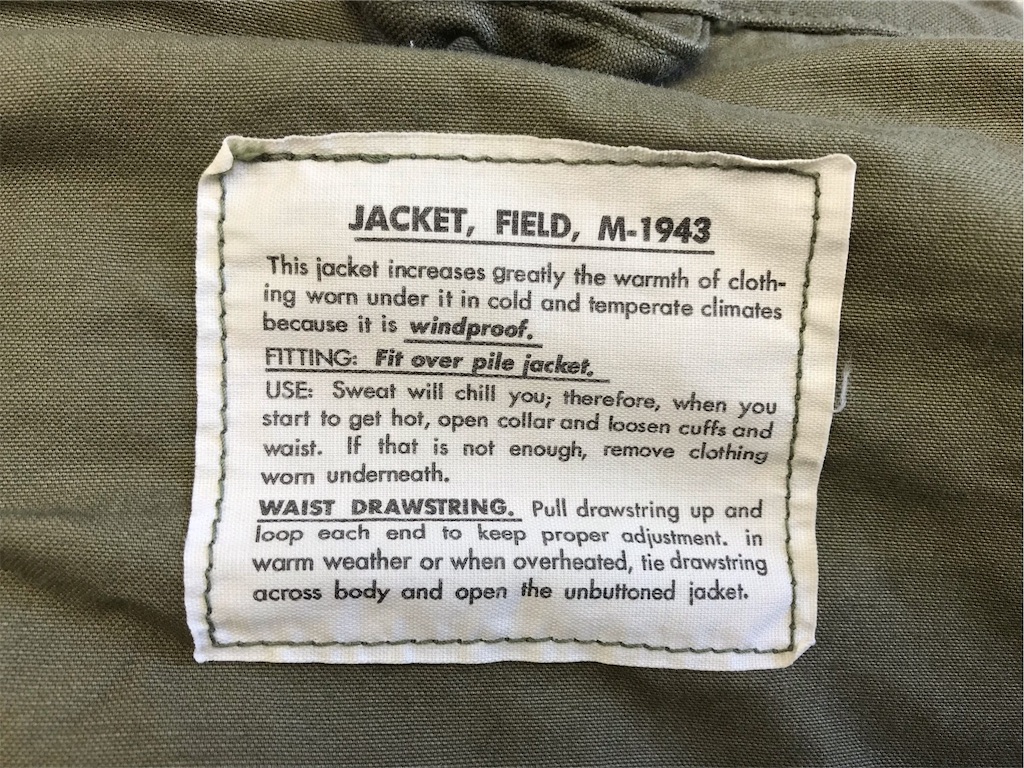 JACKET, FIELD, M-1943
This jacket increases greatly the warmth of cloth-
ing worn under it in cold and temperate climates
because it is windproof.
FITTING: Fit over pile jacket.
USE: Sweat will chill you; therefore, when you
start to get hot, open collar and loosen cuffs and
waist. If that is not enough, remove clothing
worn underneath.
WAIST DRAWSTRING. Pull drawstring up and
loop each end to keep proper adjustment. in
warm weather or when overheated, tie drawstring
across body and open the unbuttoned jacket.